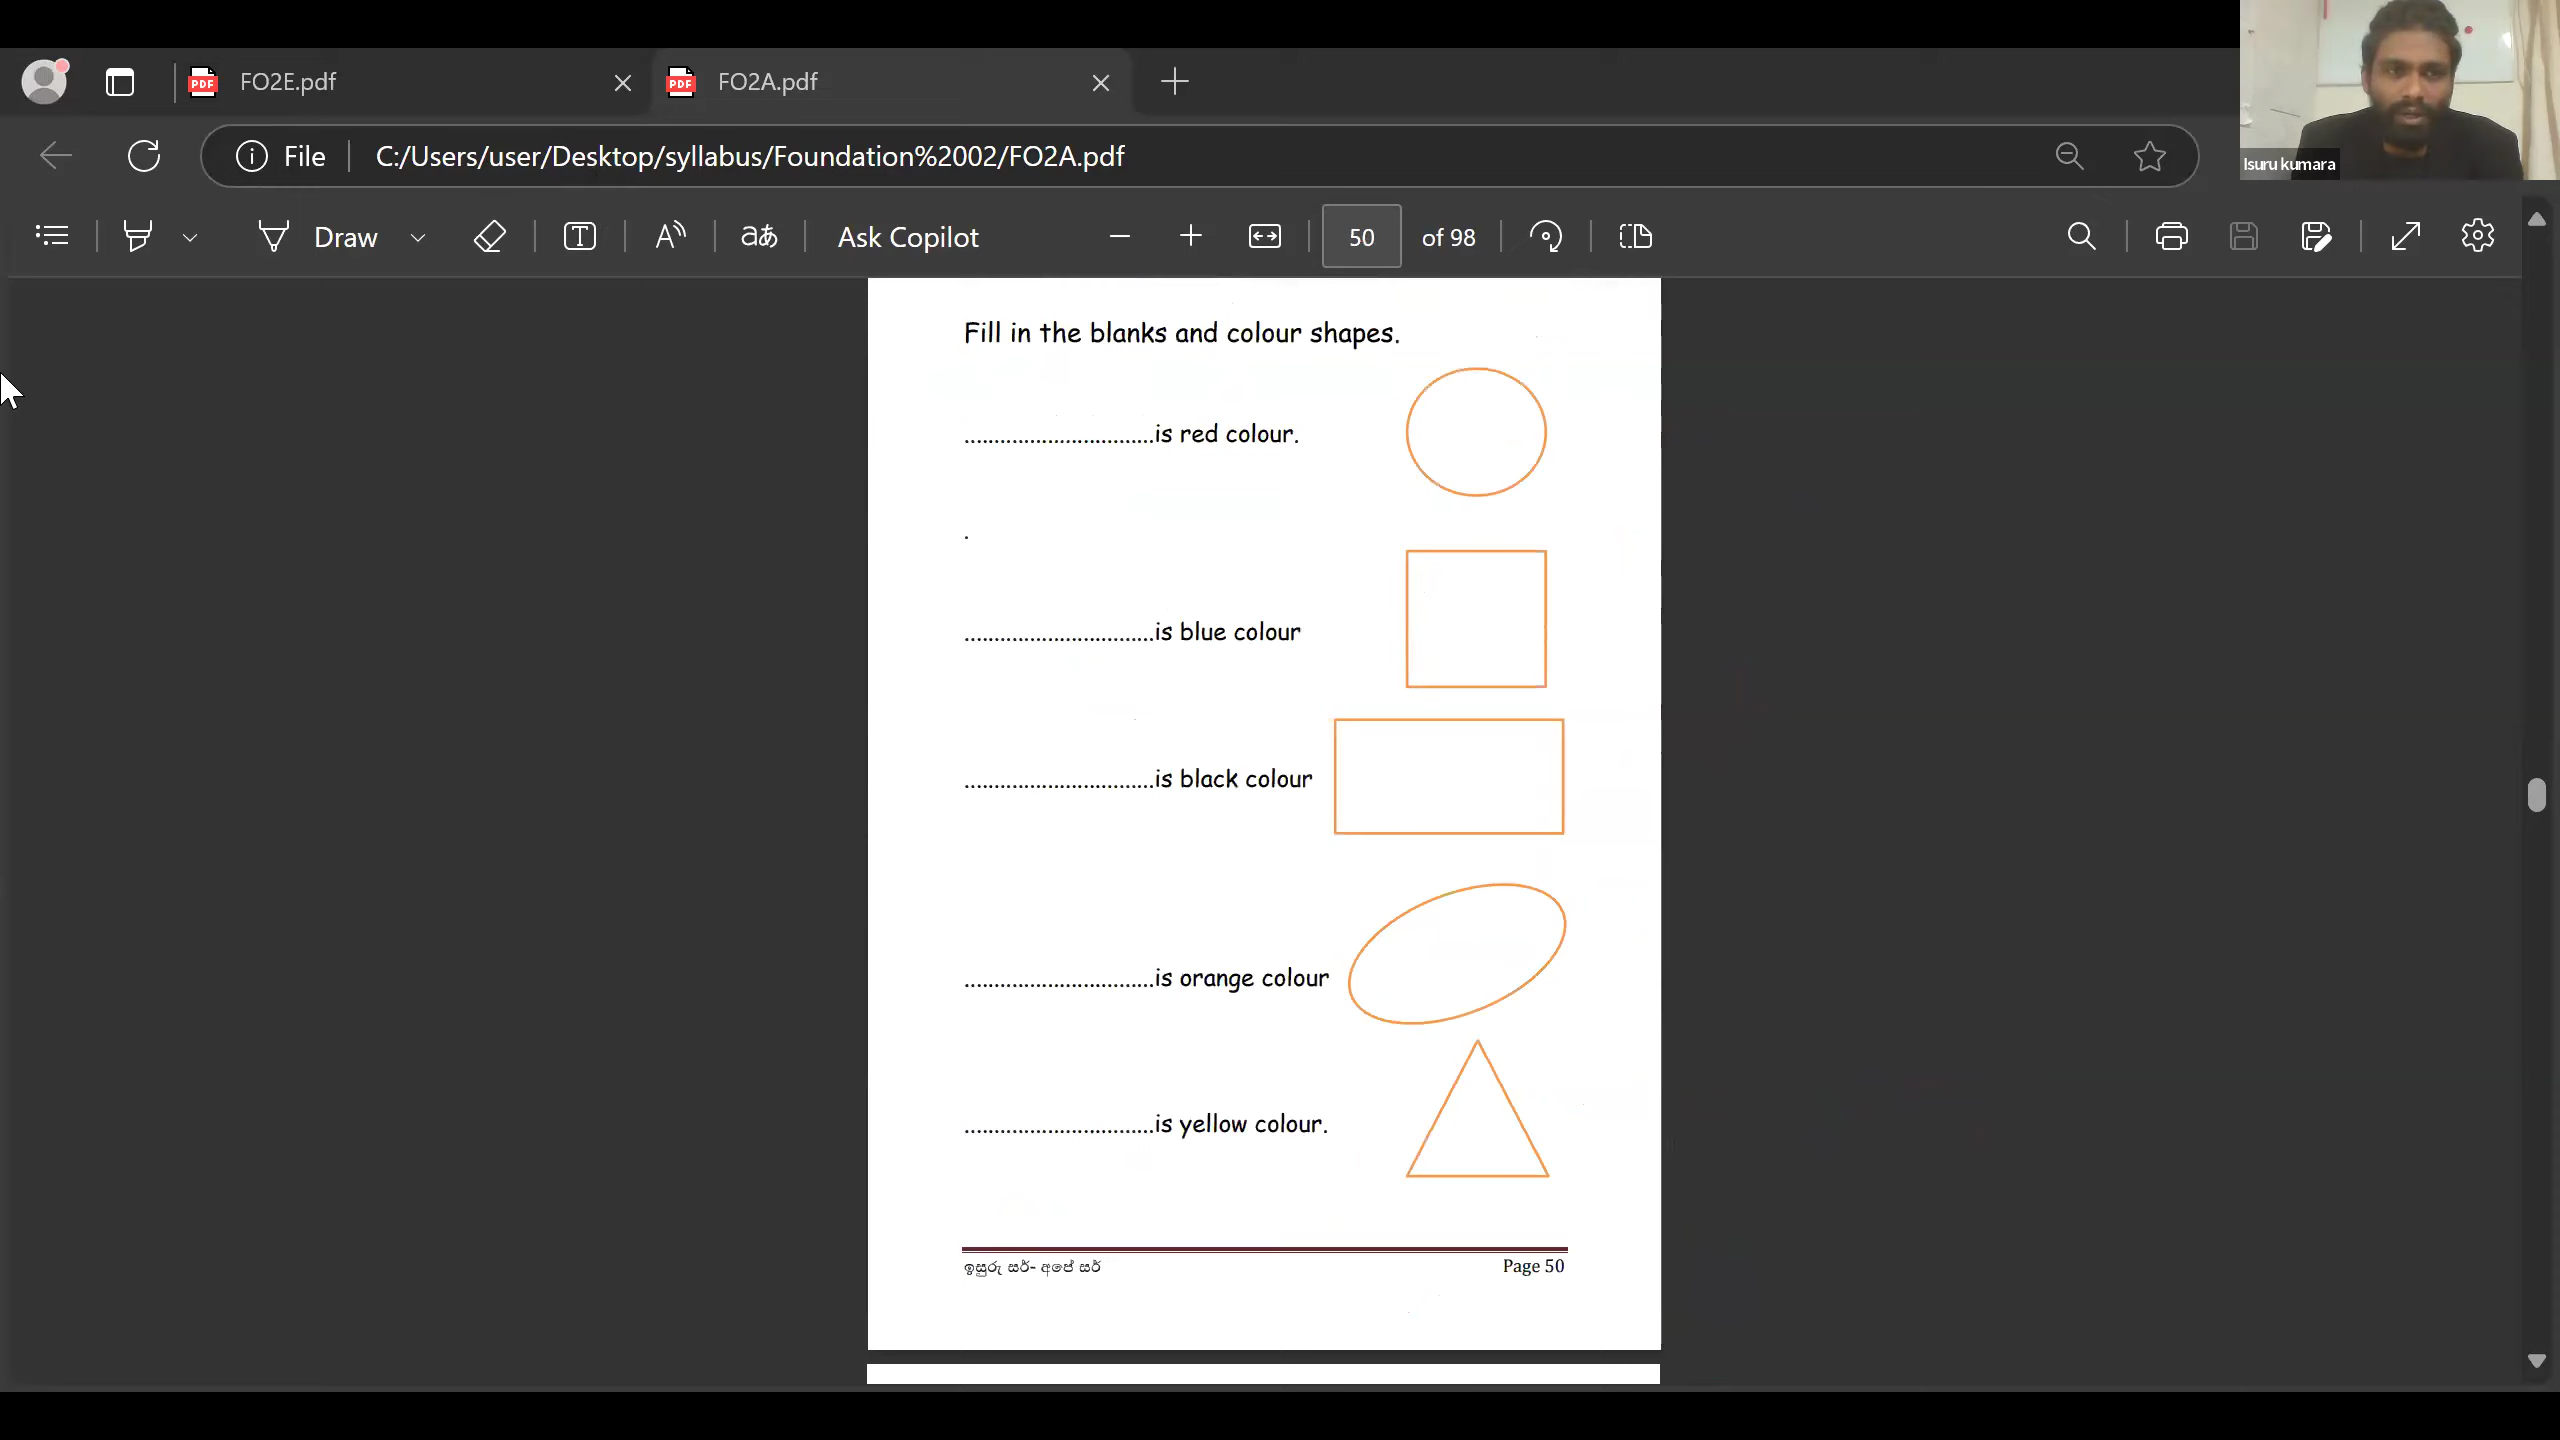 FO2E.pdf
FO2A.pdf
File
C:/Users/user/Desktop/syllabus/Foundation%2002/FO2A.pdf
Isuru kumara
Draw
aあ
Ask Copilot
50
of 98
Fill in the blanks and colour shapes.
................................is red colour.
.
................................is blue colour
................................is black colour
................................is orange colour
................................is yellow colour.
ඉසුරු සර්- අපේ සර්
Page 50